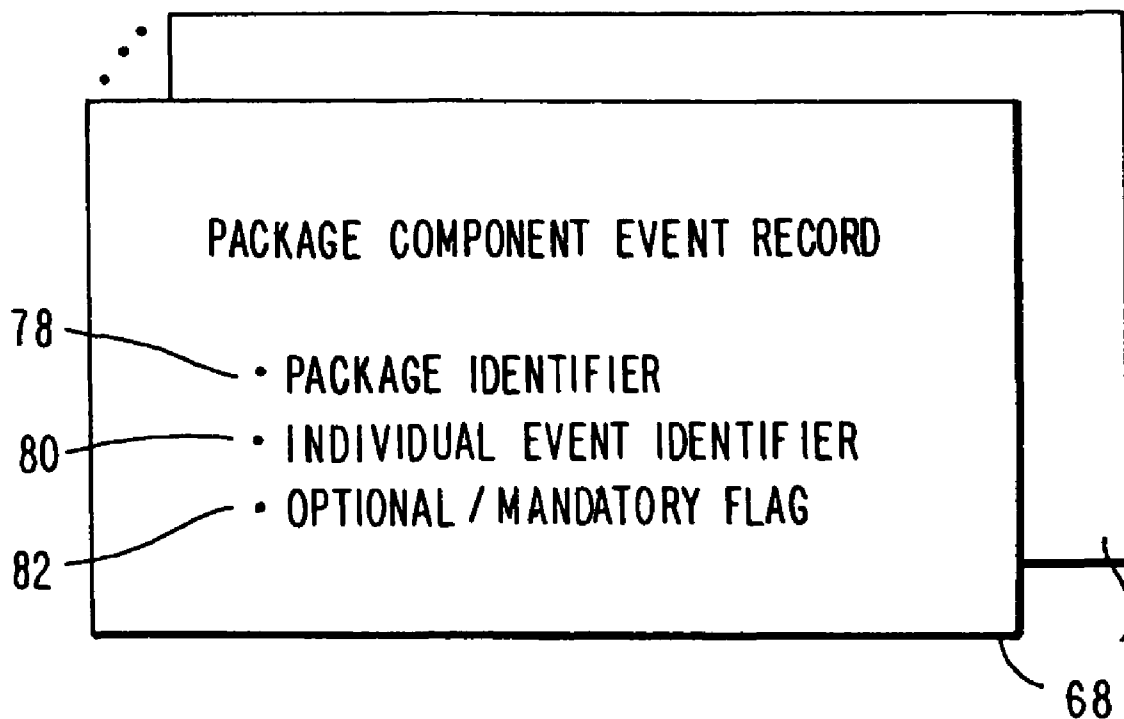 PACKAGE COMPONENT EVENT RECORD
78
• PACKAGE IDENTIFIER
80
• INDIVIDUAL EVENT IDENTIFIER
• OPTIONAL / MANDATORY FLAG
82
68